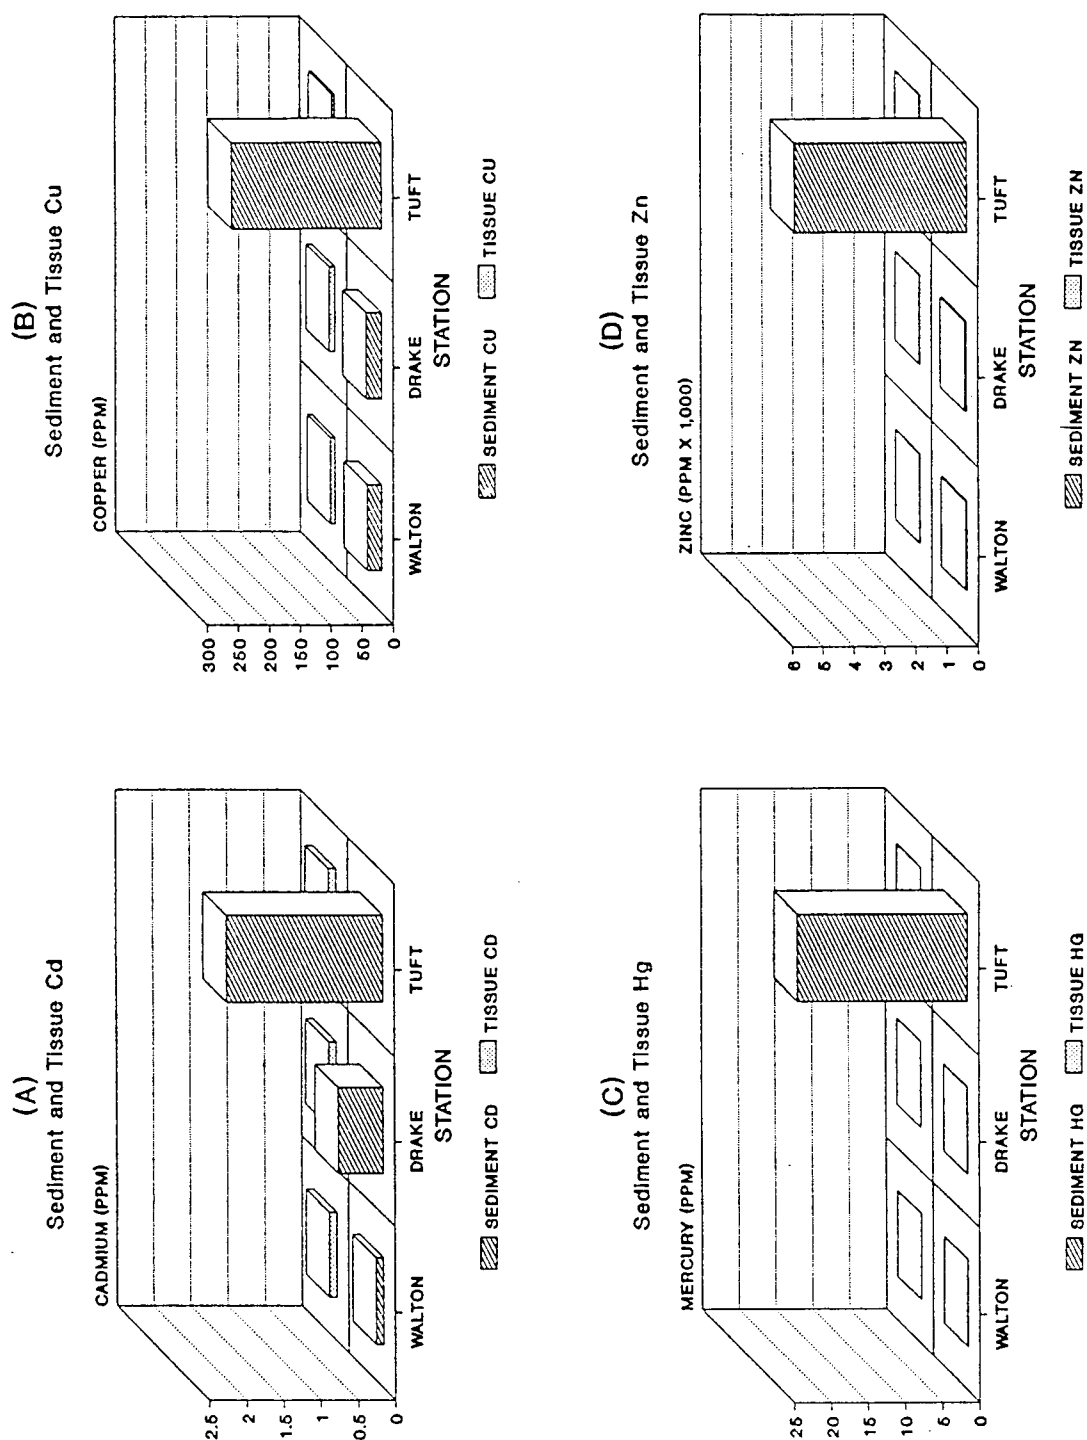 (A)
Sediment and Tissue Cd
CADMIUM (PPM)
2.5
2
1.5
1
0.5
0
WALTON
DRAKE
TUFT
STATION
SEDIMENT CD
TISSUE CD
(B)
Sediment and Tissue Cu
COPPER (PPM)
300
250
200
150
100
50
0
WALTON
DRAKE
TUFT
STATION
SEDIMENT CU
TISSUE CU
(C)
Sediment and Tissue Hg
MERCURY (PPM)
25
20
15
10
5
0
WALTON
DRAKE
TUFT
STATION
SEDIMENT HG
TISSUE HG
(D)
Sediment and Tissue Zn
ZINC (PPM X 1,000)
6
5
4
3
2
1
0
WALTON
DRAKE
TUFT
STATION
SEDIMENT ZN
TISSUE ZN